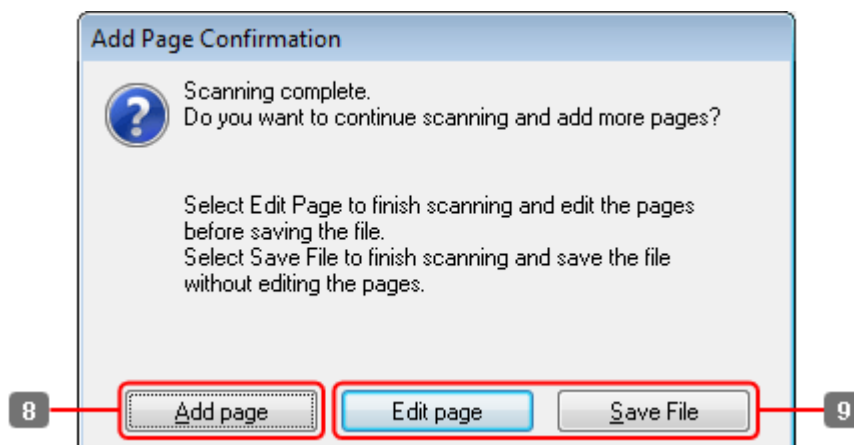 Add Page Confirmation
Scanning complete.
Do you want to continue scanning and add more pages?
Select Edit Page to finish scanning and edit the pages
before saving the file.
Select Save File to finish scanning and save the file
without editing the pages.
8 Add page Edit page Save File 9